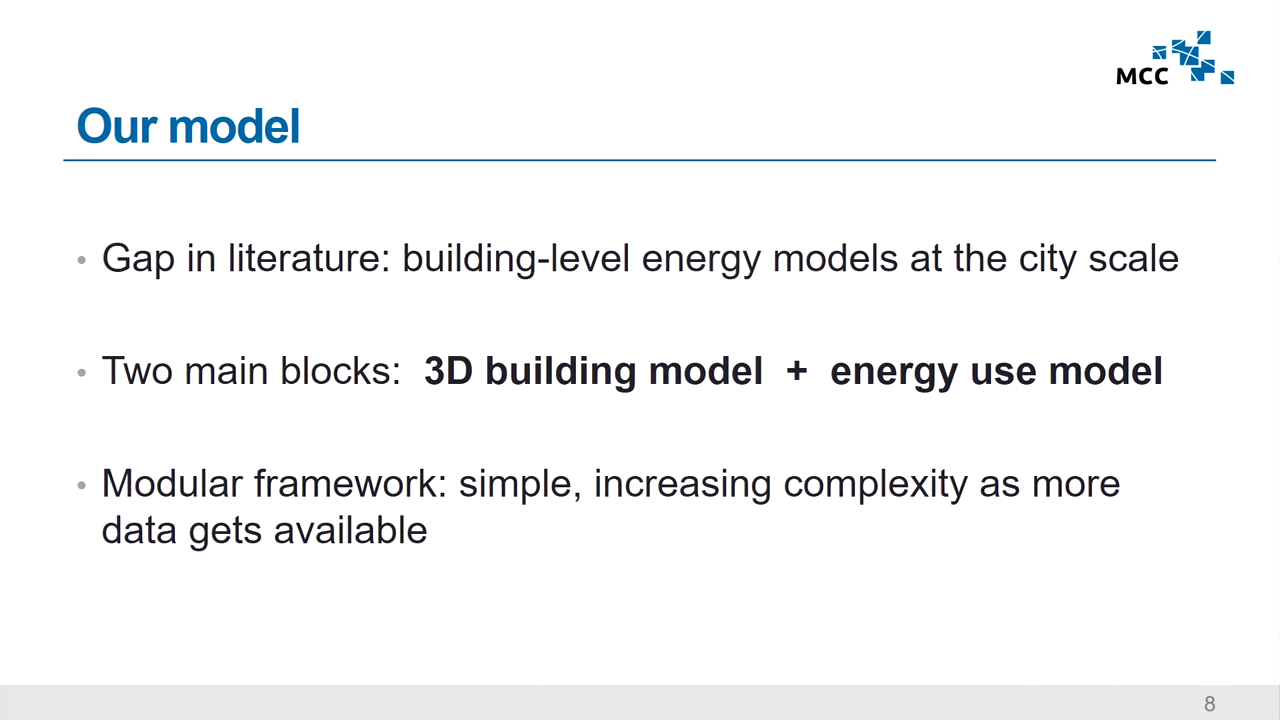 MCC
Our model
• Gap in literature: building-level energy models at the city scale
• Two main blocks: 3D building model + energy use model
• Modular framework: simple, increasing complexity as more
data gets available
8